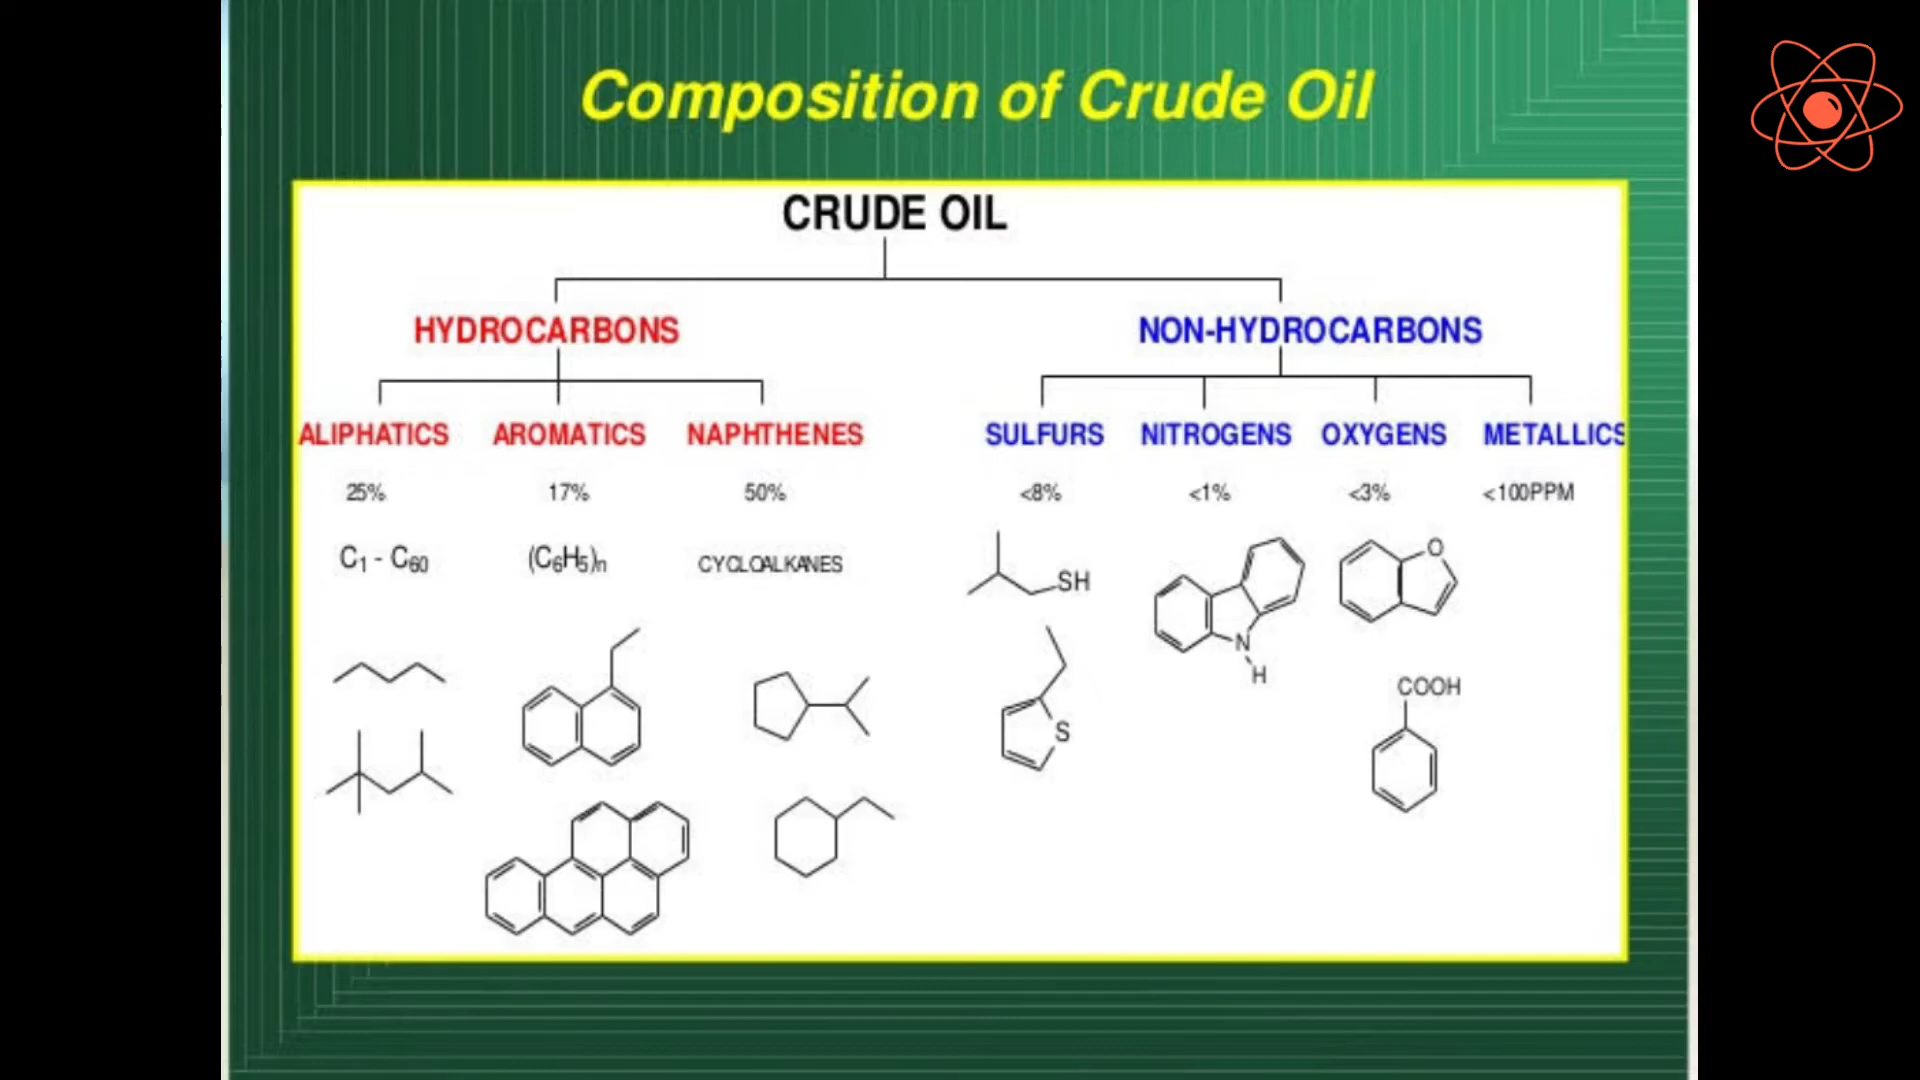 Composition of Crude Oil
CRUDE OIL
HYDROCARBONS NON-HYDROCARBONS
ALIPHATICS AROMATICS NAPHTHENES SULFURS NITROGENS OXYGENS METALLICS
25% 17% 50% <8% <1% <3% <100PPM
C₁ - C₆₀ (C₆H₅)n CYCLOALKANES
O
SH
N
H
COOH
S